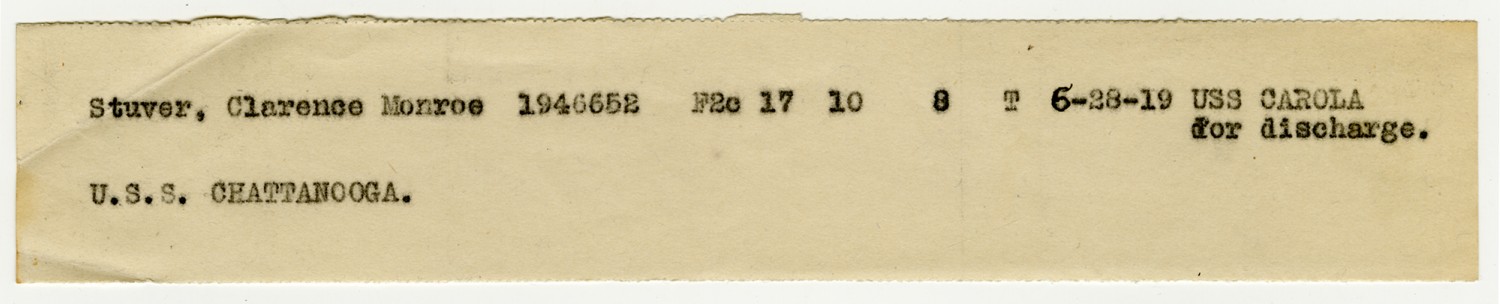 Stuver, Clarence Monroe 1946652 F2c 17 10 8 T 6-28-19 USS CAROLA
for discharge.
U.S.S. CHATTANOOGA.